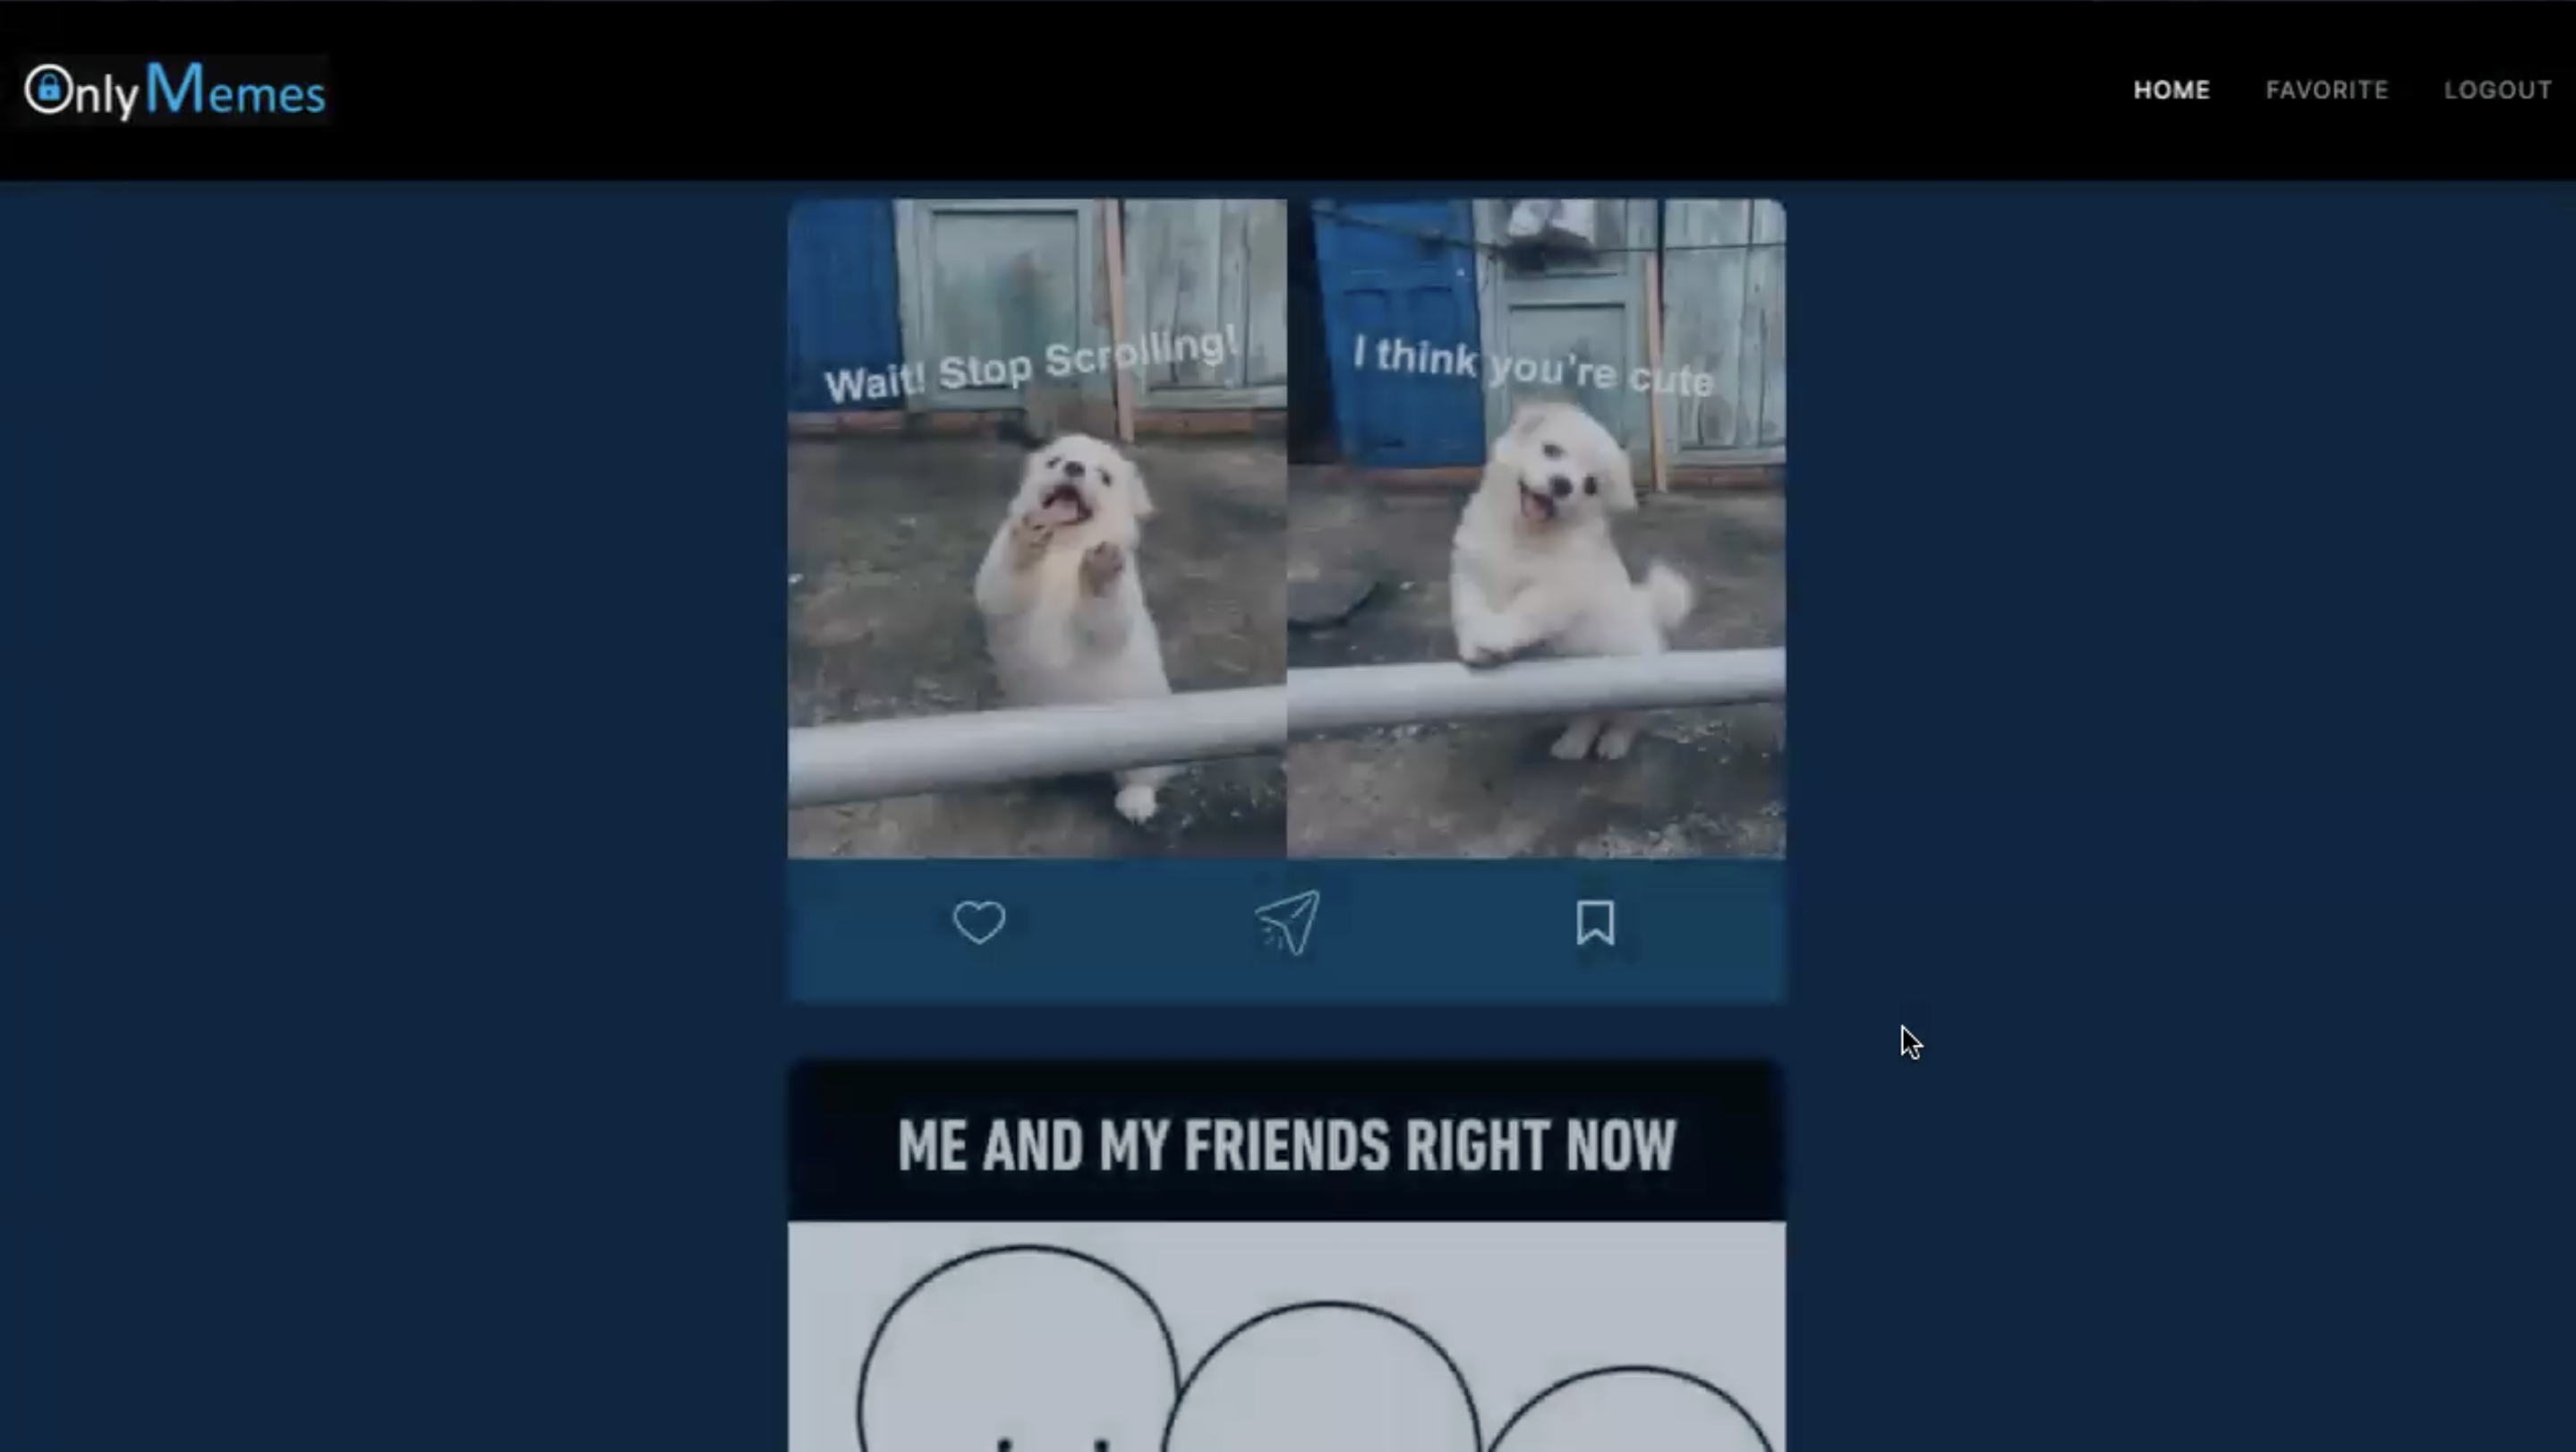 OnlyMemes
HOME FAVORITE LOGOUT
Wait! Stop Scrolling!
I think you're cute
ME AND MY FRIENDS RIGHT NOW